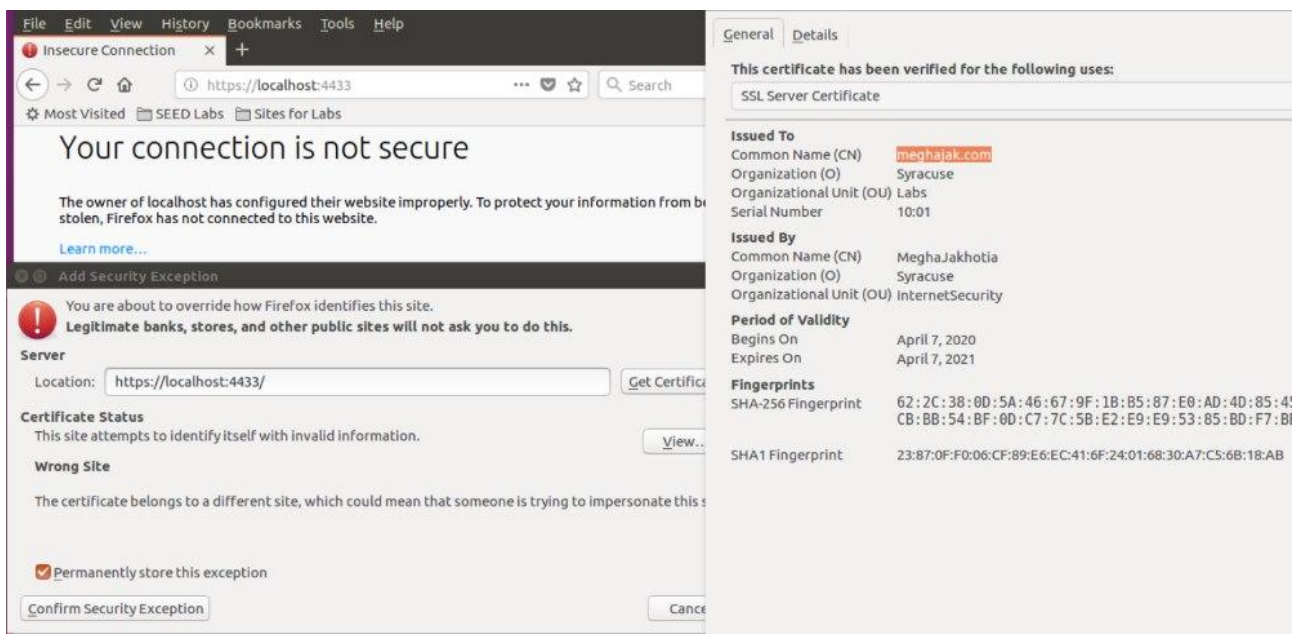 File Edit View History Bookmarks Tools Help
Insecure Connection × +
https://localhost:4433 ... Search
Most Visited SEED Labs Sites for Labs
Your connection is not secure
The owner of localhost has configured their website improperly. To protect your information from
stolen, Firefox has not connected to this website.
Learn more...
Add Security Exception
You are about to override how Firefox identifies this site.
Legitimate banks, stores, and other public sites will not ask you to do this.
Server
Location: https://localhost:4433/ Get Certifica
Certificate Status
This site attempts to identify itself with invalid information. View..
Wrong Site
The certificate belongs to a different site, which could mean that someone is trying to impersonate this
Permanently store this exception
Confirm Security Exception Cance
General Details
This certificate has been verified for the following uses:
SSL Server Certificate
Issued To
Common Name (CN) meghajak.com
Organization (O) Syracuse
Organizational Unit (OU) Labs
Serial Number 10:01
Issued By
Common Name (CN) MeghaJakhotia
Organization (O) Syracuse
Organizational Unit (OU) InternetSecurity
Period of Validity
Begins On April 7, 2020
Expires On April 7, 2021
Fingerprints
SHA-256 Fingerprint 62:2C:38:0D:5A:46:67:9F:1B:B5:87:E0:AD:4D:85:45
CB:BB:54:BF:0D:C7:7C:5B:E2:E9:E9:53:85:BD:F7:BE
SHA1 Fingerprint 23:87:0F:F0:06:CF:89:E6:EC:41:6F:24:01:68:30:A7:C5:6B:18:AB